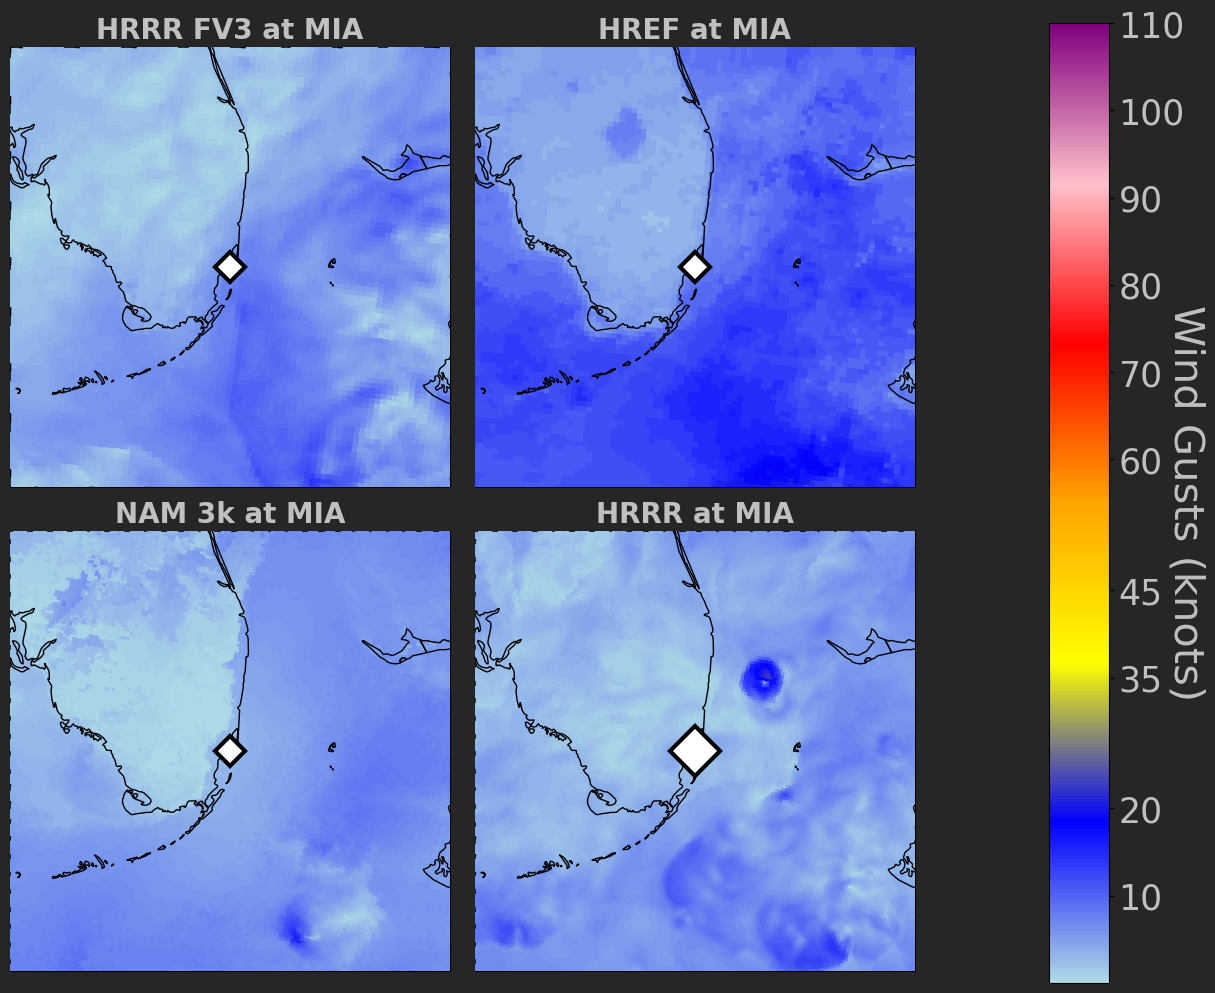 HRRR FV3 at MIA
HREF at MIA
NAM 3k at MIA
HRRR at MIA
110
100
90
80
70
60
45
35
20
10
Wind Gusts (knots)